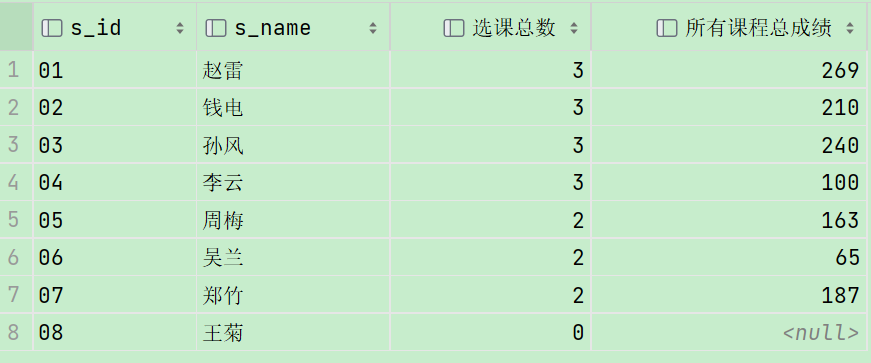 s_id s_name 选课总数 所有课程总成绩
1 01 赵雷 3 269
2 02 钱电 3 210
3 03 孙风 3 240
4 04 李云 3 100
5 05 周梅 2 163
6 06 吴兰 2 65
7 07 郑竹 2 187
8 08 王菊 0 <null>